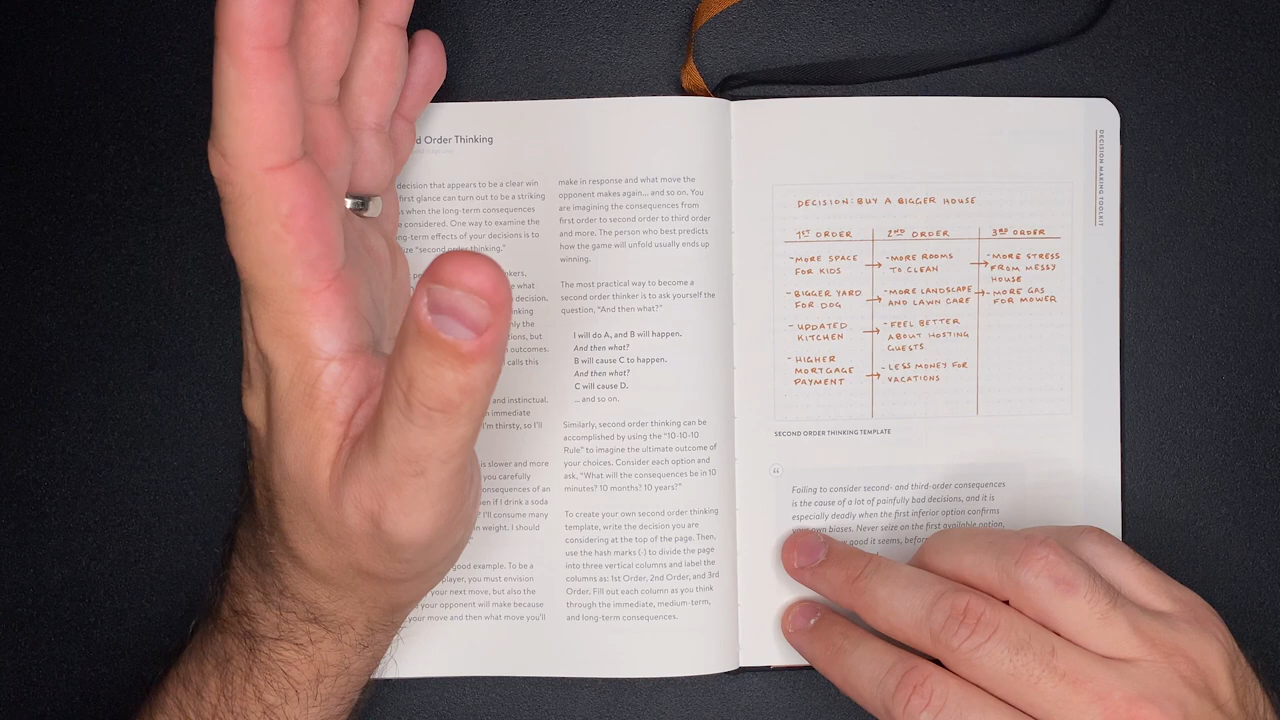 d Order Thinking
decision that appears to be a clear win
first glance can turn out to be a striking
s when the long-term consequences
e considered. One way to examine the
ng-term effects of your decisions is to
ize “second order thinking.”
kers,
e what
decision.
nking
nly the
tions, but
outcomes.
calls this
and instinctual.
immediate
I’m thirsty, so I’ll
is slower and more
you carefully
onsequences of an
en if I drink a soda
I’ll consume many
in weight. I should
good example. To be a
player, you must envision
your next move, but also the
your opponent will make because
your move and then what move you’ll
make in response and what move the
opponent makes again... and so on. You
are imagining the consequences from
first order to second order to third order
and more. The person who best predicts
how the game will unfold usually ends up
winning.
The most practical way to become a
second order thinker is to ask yourself the
question, “And then what?”
I will do A, and B will happen.
And then what?
B will cause C to happen.
And then what?
C will cause D.
... and so on.
Similarly, second order thinking can be
accomplished by using the “10-10-10
Rule” to imagine the ultimate outcome of
your choices. Consider each option and
ask, “What will the consequences be in 10
minutes? 10 months? 10 years?”
To create your own second order thinking
template, write the decision you are
considering at the top of the page. Then,
use the hash marks (-) to divide the page
into three vertical columns and label the
columns as: 1st Order, 2nd Order, and 3rd
Order. Fill out each column as you think
through the immediate, medium-term,
and long-term consequences.
DECISION MAKING TOOLKIT
DECISION: BUY A BIGGER HOUSE
1ST ORDER
2ND ORDER
3RD ORDER
- MORE SPACE
FOR KIDS
→
- MORE ROOMS
TO CLEAN
→
- MORE STRESS
FROM MESSY
HOUSE
- BIGGER YARD
FOR DOG
→
- MORE LANDSCAPE
AND LAWN CARE
→
- MORE GAS
FOR MOWER
- UPDATED
KITCHEN
→
- FEEL BETTER
ABOUT HOSTING
GUESTS
- HIGHER
MORTGAGE
PAYMENT
→
- LESS MONEY FOR
VACATIONS
SECOND ORDER THINKING TEMPLATE
“
Failing to consider second- and third-order consequences
is the cause of a lot of painfully bad decisions, and it is
especially deadly when the first inferior option confirms
your own biases. Never seize on the first available option,
good it seems, before